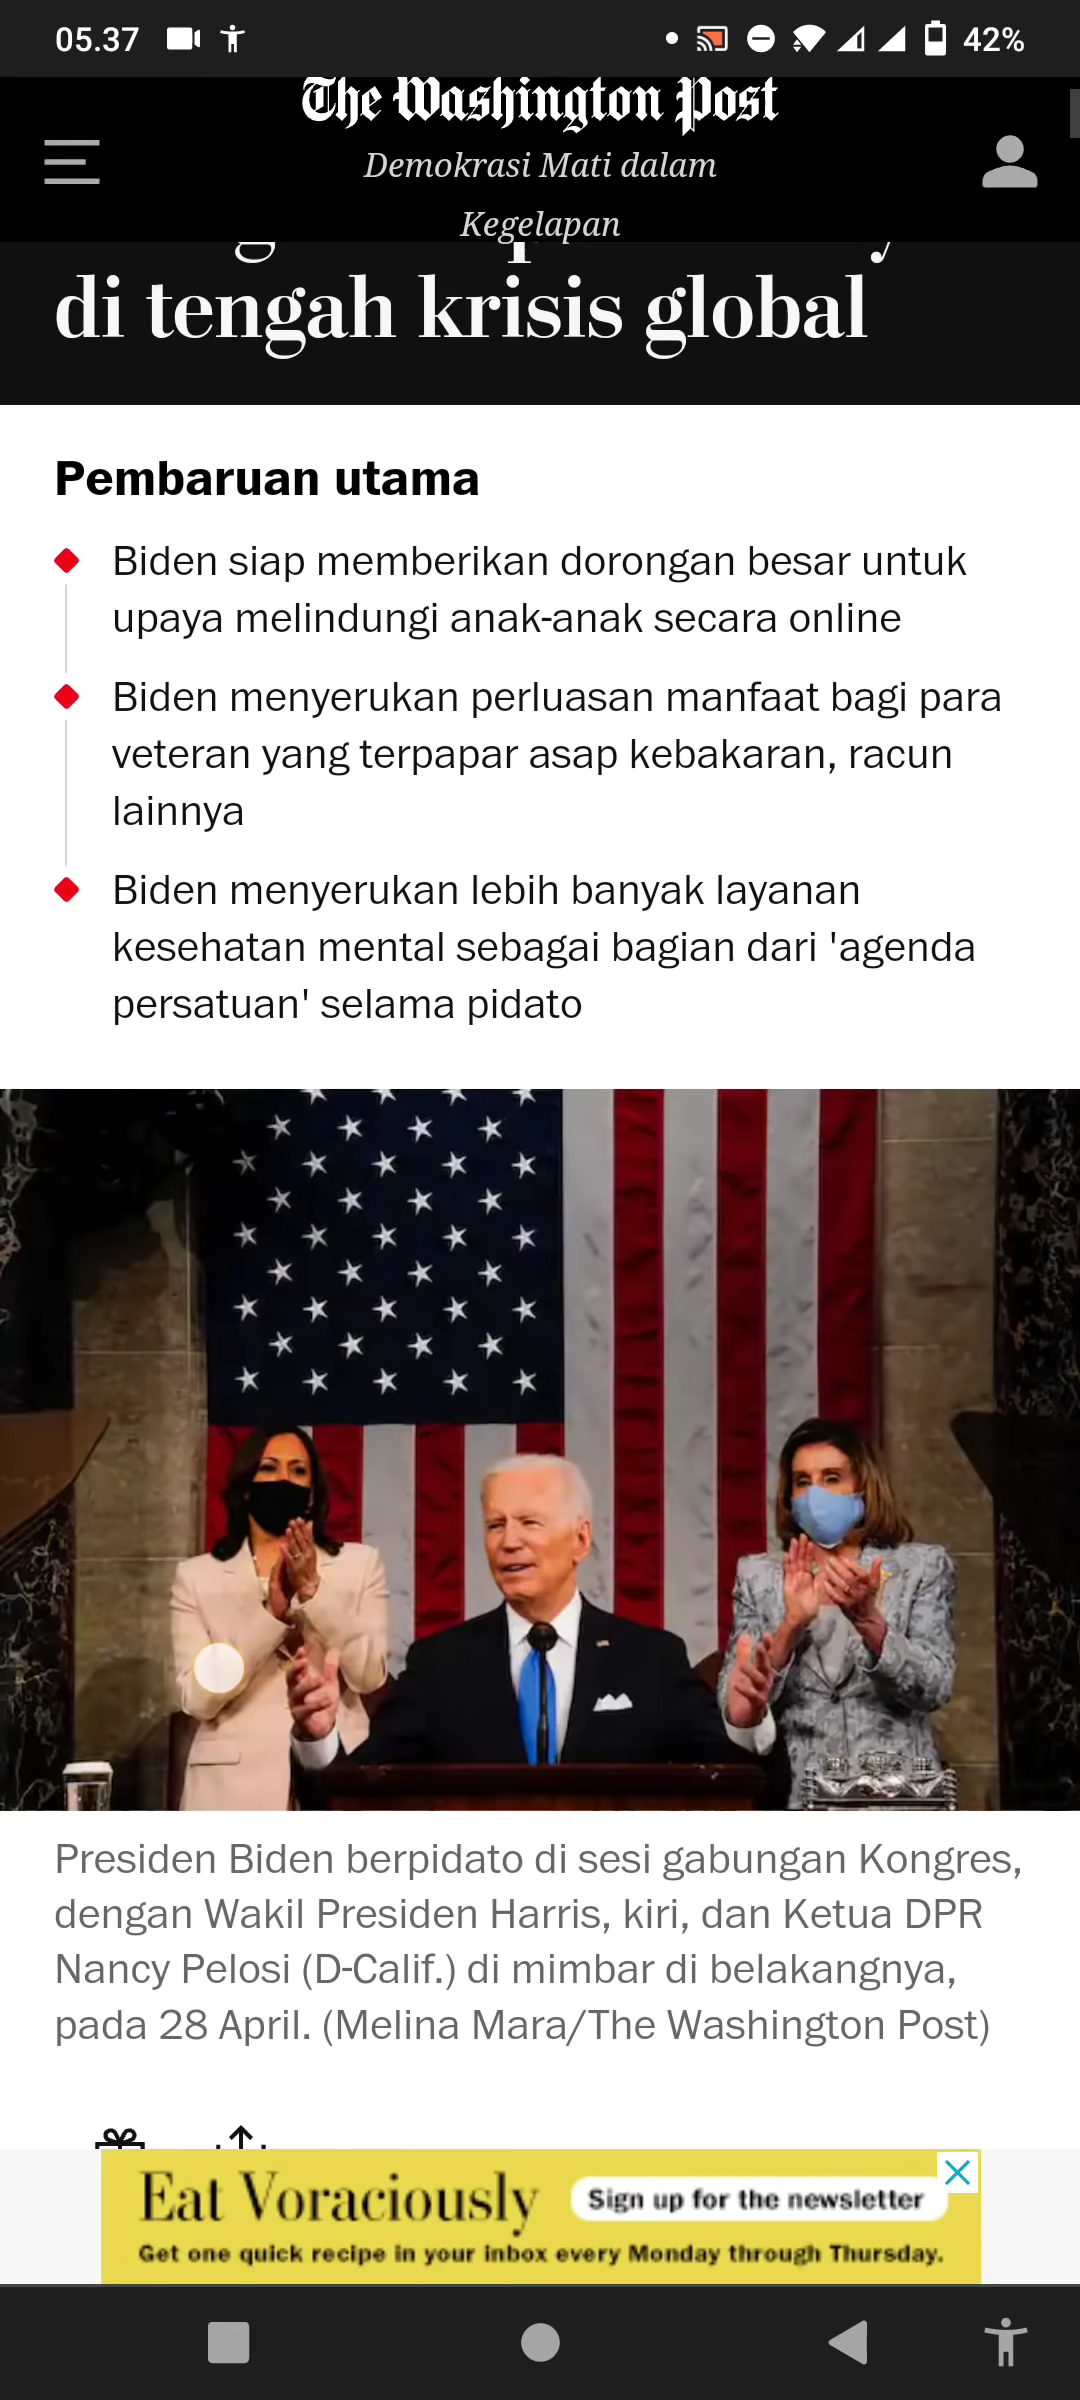 05.37
42%
The Washington Post
Demokrasi Mati dalam
Kegelapan
di tengah krisis global
Pembaruan utama
Biden siap memberikan dorongan besar untuk
upaya melindungi anak-anak secara online
Biden menyerukan perluasan manfaat bagi para
veteran yang terpapar asap kebakaran, racun
lainnya
Biden menyerukan lebih banyak layanan
kesehatan mental sebagai bagian dari 'agenda
persatuan' selama pidato
Presiden Biden berpidato di sesi gabungan Kongres,
dengan Wakil Presiden Harris, kiri, dan Ketua DPR
Nancy Pelosi (D-Calif.) di mimbar di belakangnya,
pada 28 April. (Melina Mara/The Washington Post)
Eat Voraciously
Sign up for the newsletter
Get one quick recipe in your inbox every Monday through Thursday.